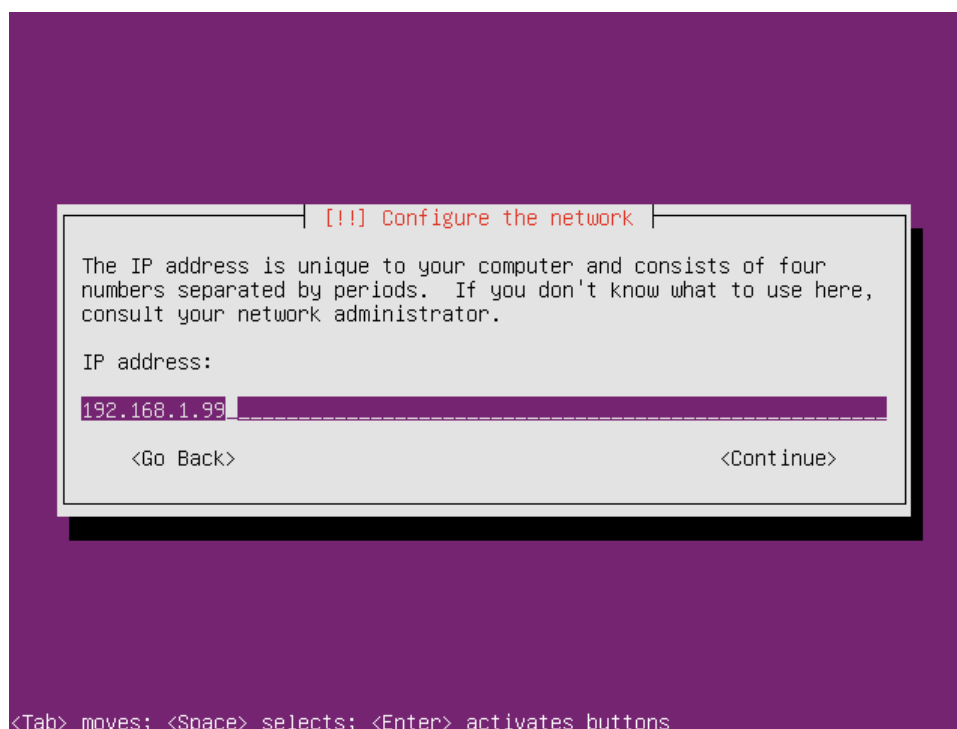 [!!] Configure the network
The IP address is unique to your computer and consists of four
numbers separated by periods.  If you don't know what to use here,
consult your network administrator.
IP address:
192.168.1.99
<Go Back> <Continue>
<Tab> moves; <Space> selects; <Enter> activates buttons